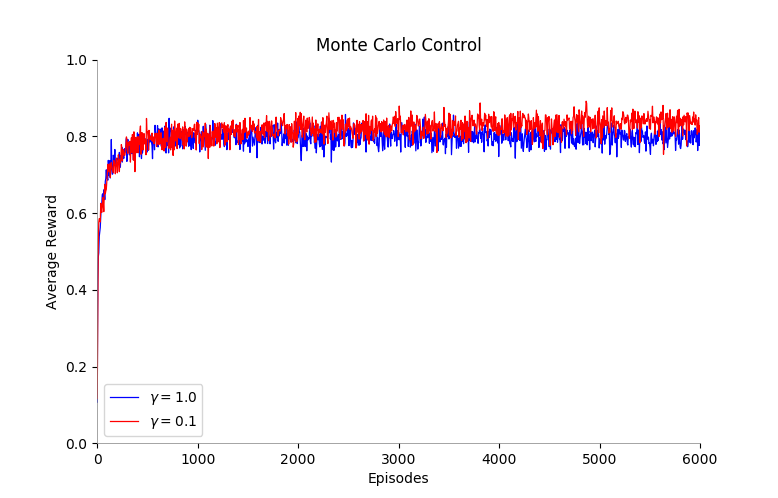 Monte Carlo Control
1.0
0.8
0.6
0.4
0.2
0.0
Average Reward
γ = 1.0
γ = 0.1
0 1000 2000 3000 4000 5000 6000
Episodes